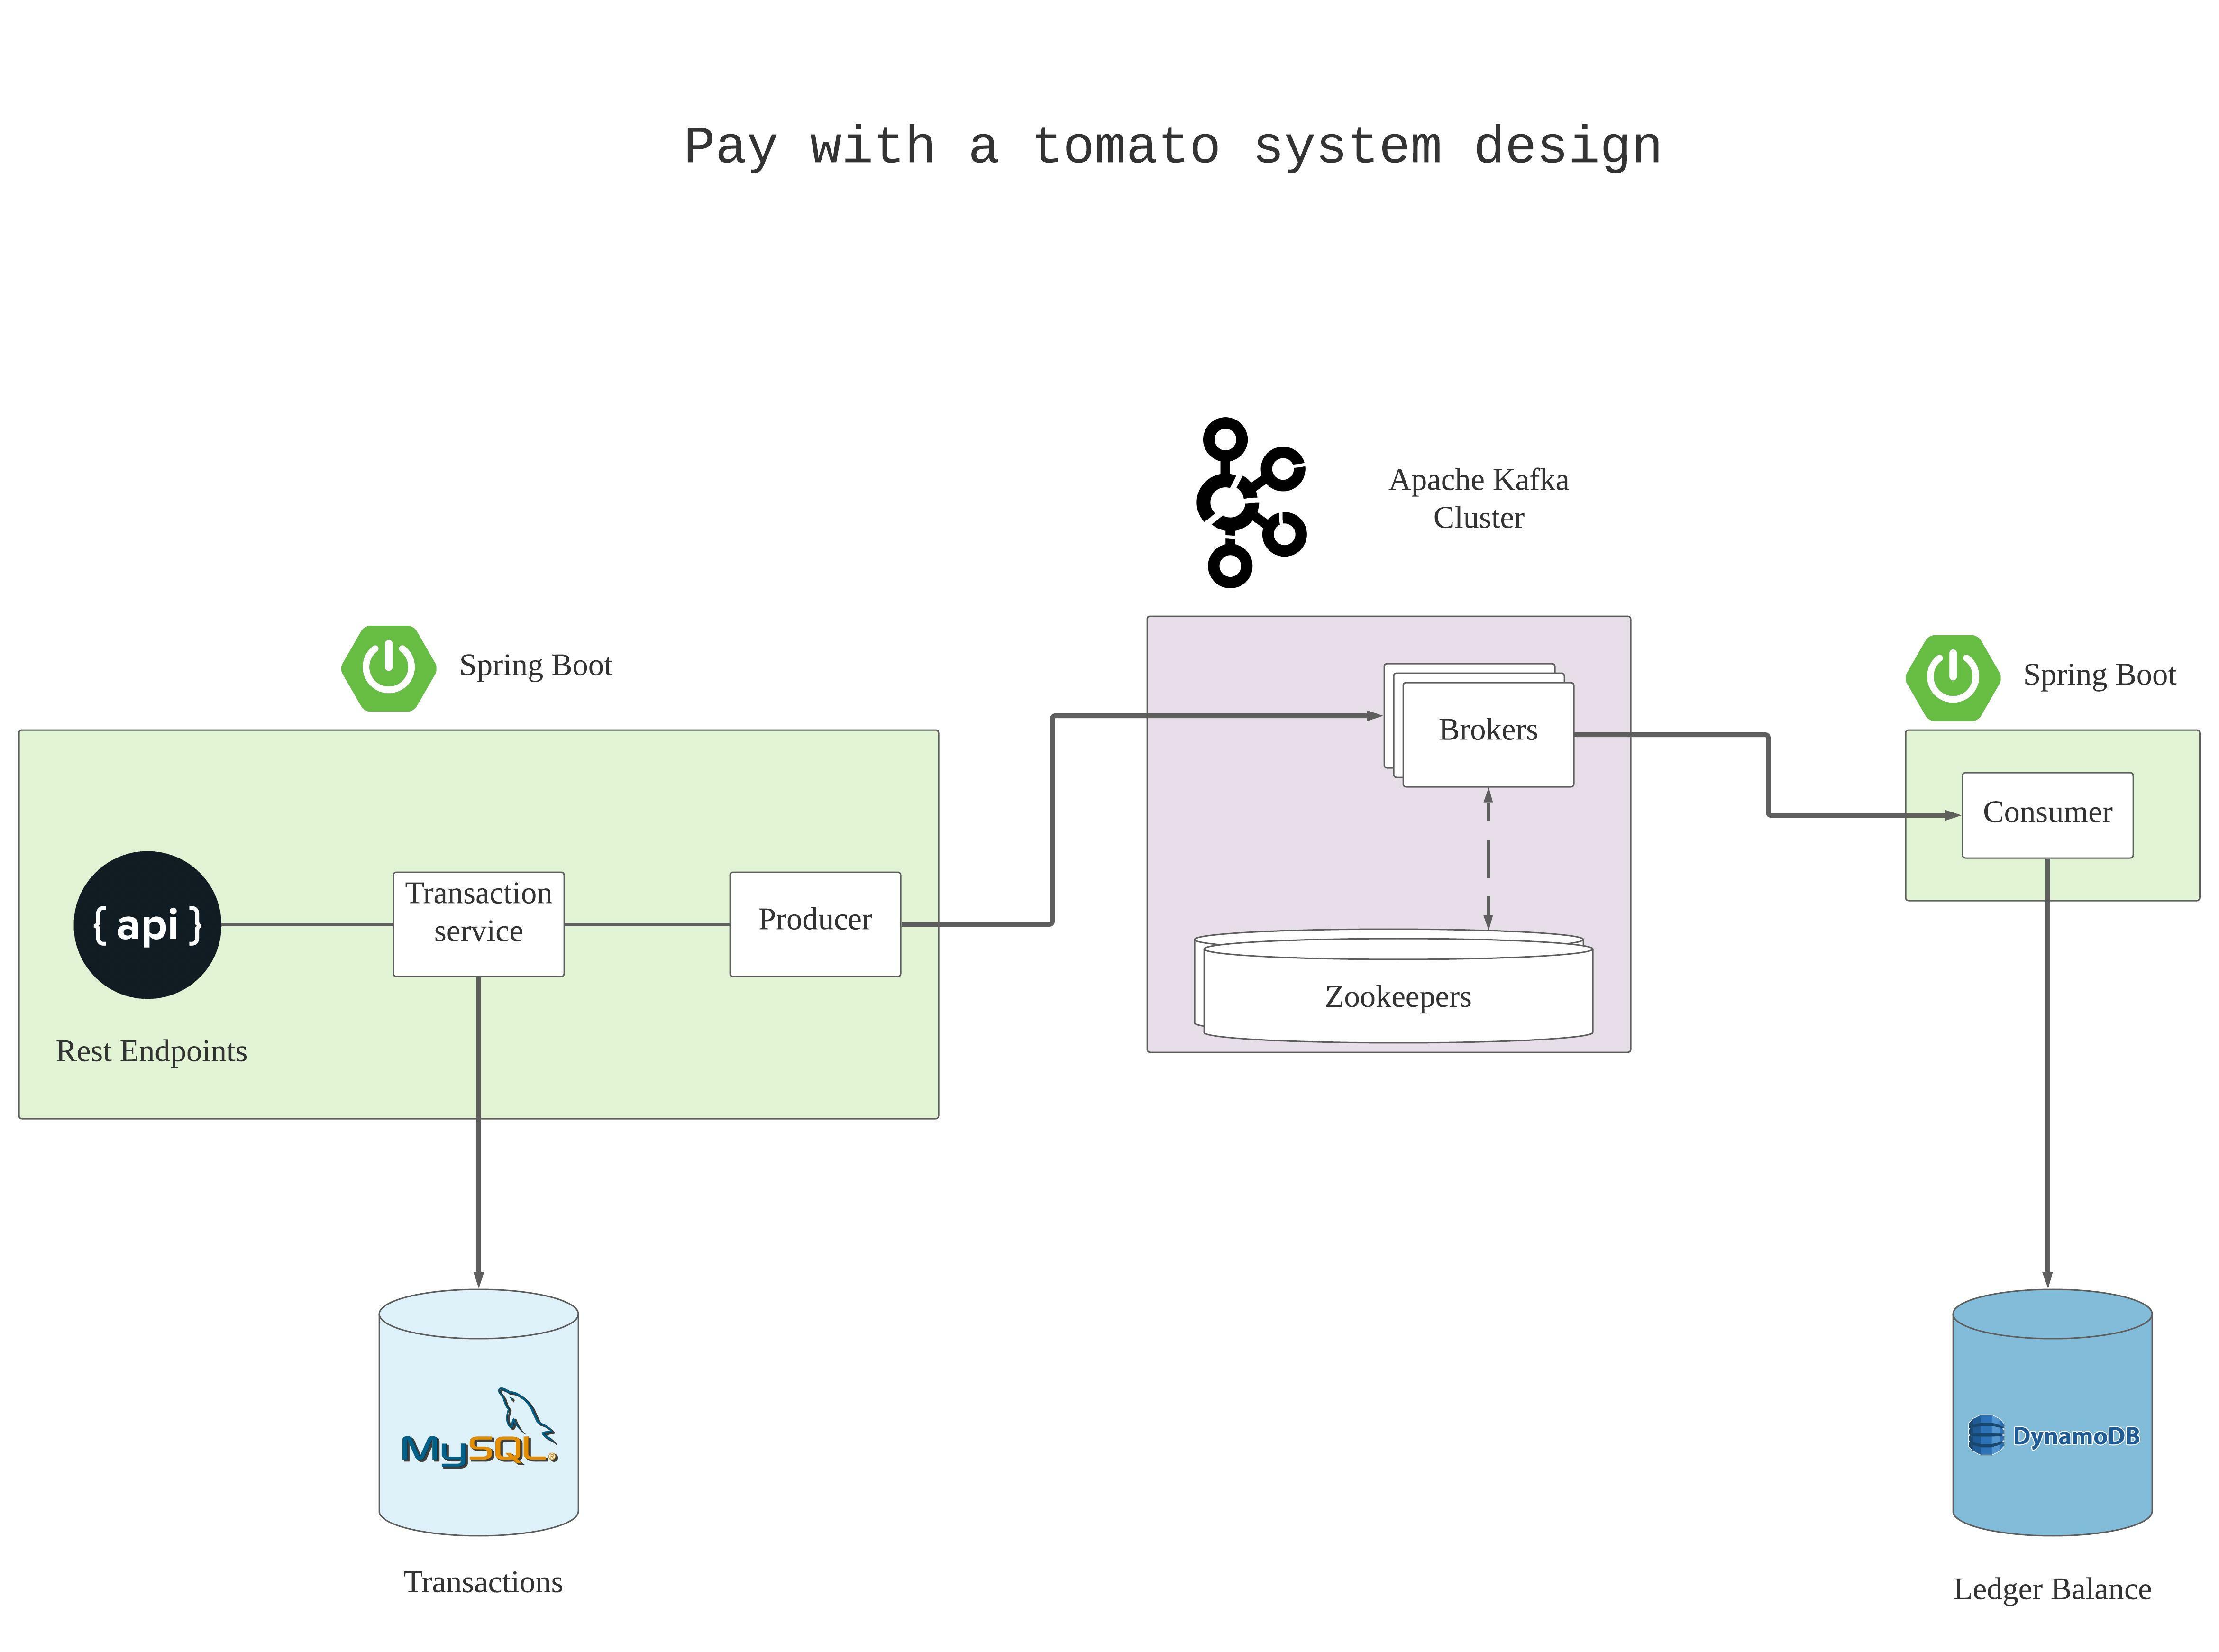 Pay with a tomato system design
Apache Kafka
Cluster
Spring Boot
Spring Boot
Brokers
Consumer
Transaction
service
Producer
{ api }
Zookeepers
Rest Endpoints
MySQL.
DynamoDB
Transactions
Ledger Balance